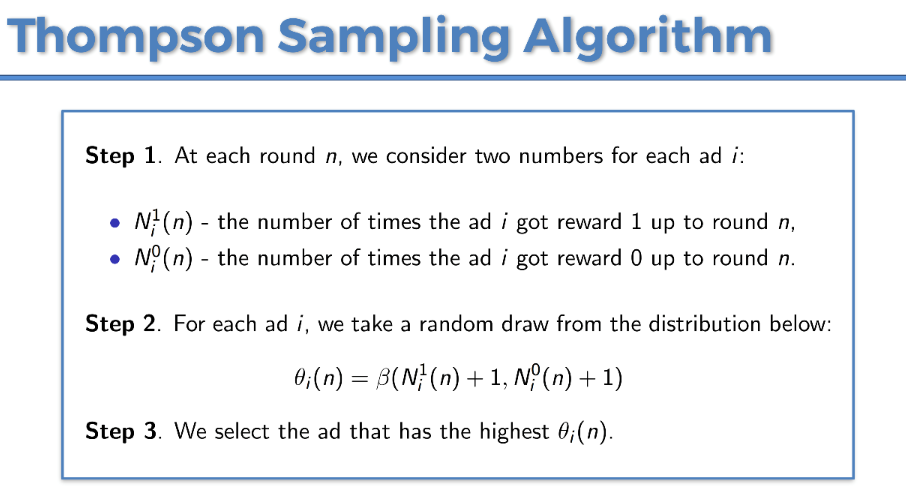 Thompson Sampling Algorithm
Step 1. At each round n, we consider two numbers for each ad i:
• N_i^1(n) - the number of times the ad i got reward 1 up to round n,
• N_i^0(n) - the number of times the ad i got reward 0 up to round n.
Step 2. For each ad i, we take a random draw from the distribution below:
θ_i(n) = β(N_i^1(n) + 1, N_i^0(n) + 1)
Step 3. We select the ad that has the highest θ_i(n).